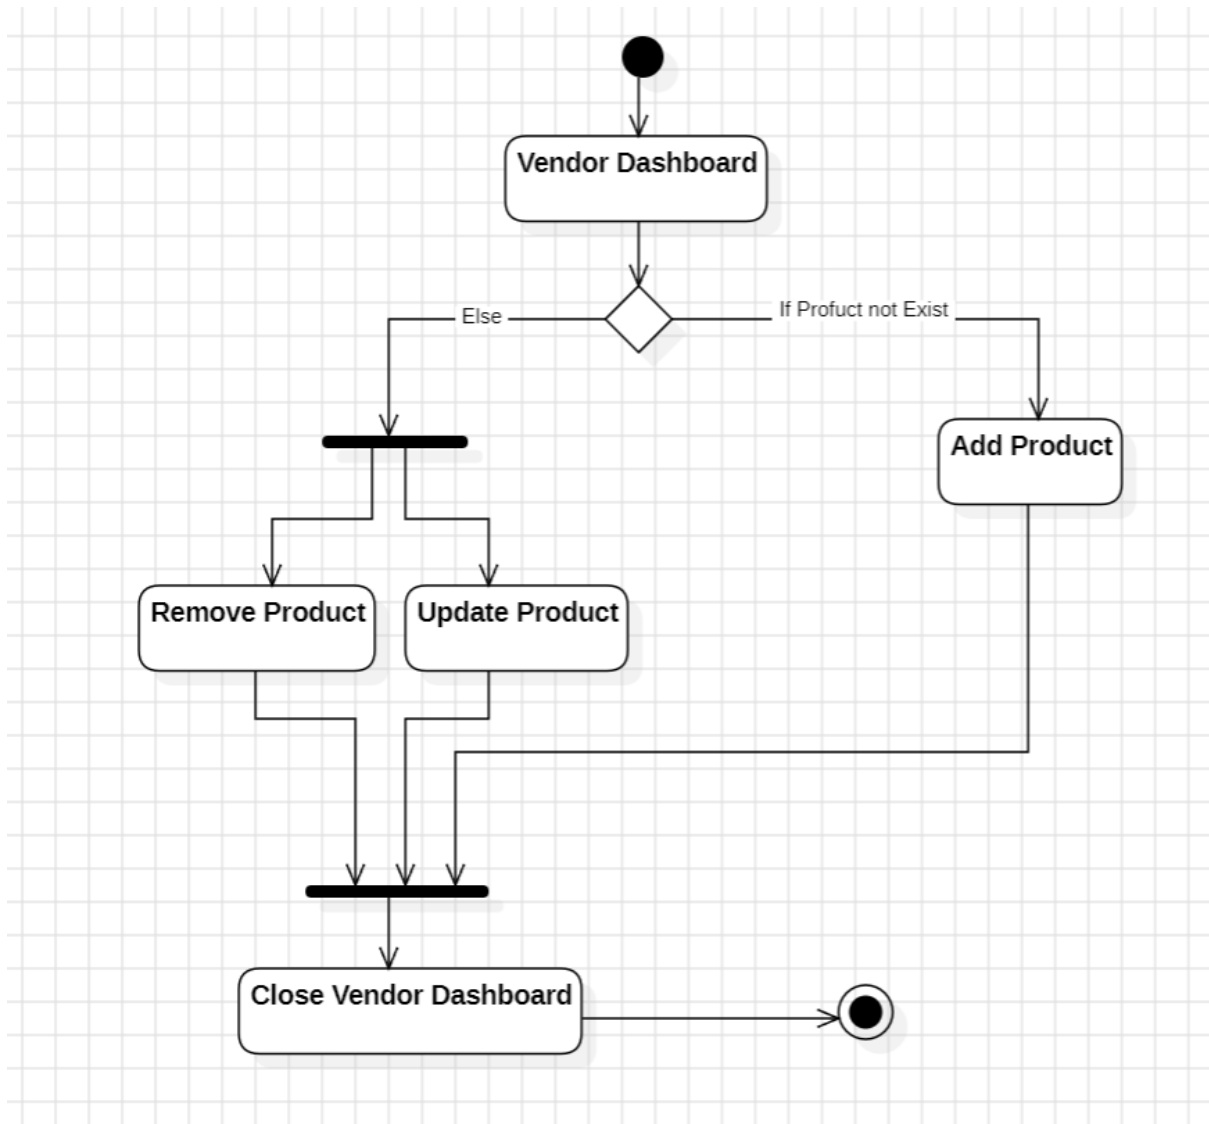 Vendor Dashboard
Else
If Profuct not Exist
Add Product
Remove Product
Update Product
Close Vendor Dashboard